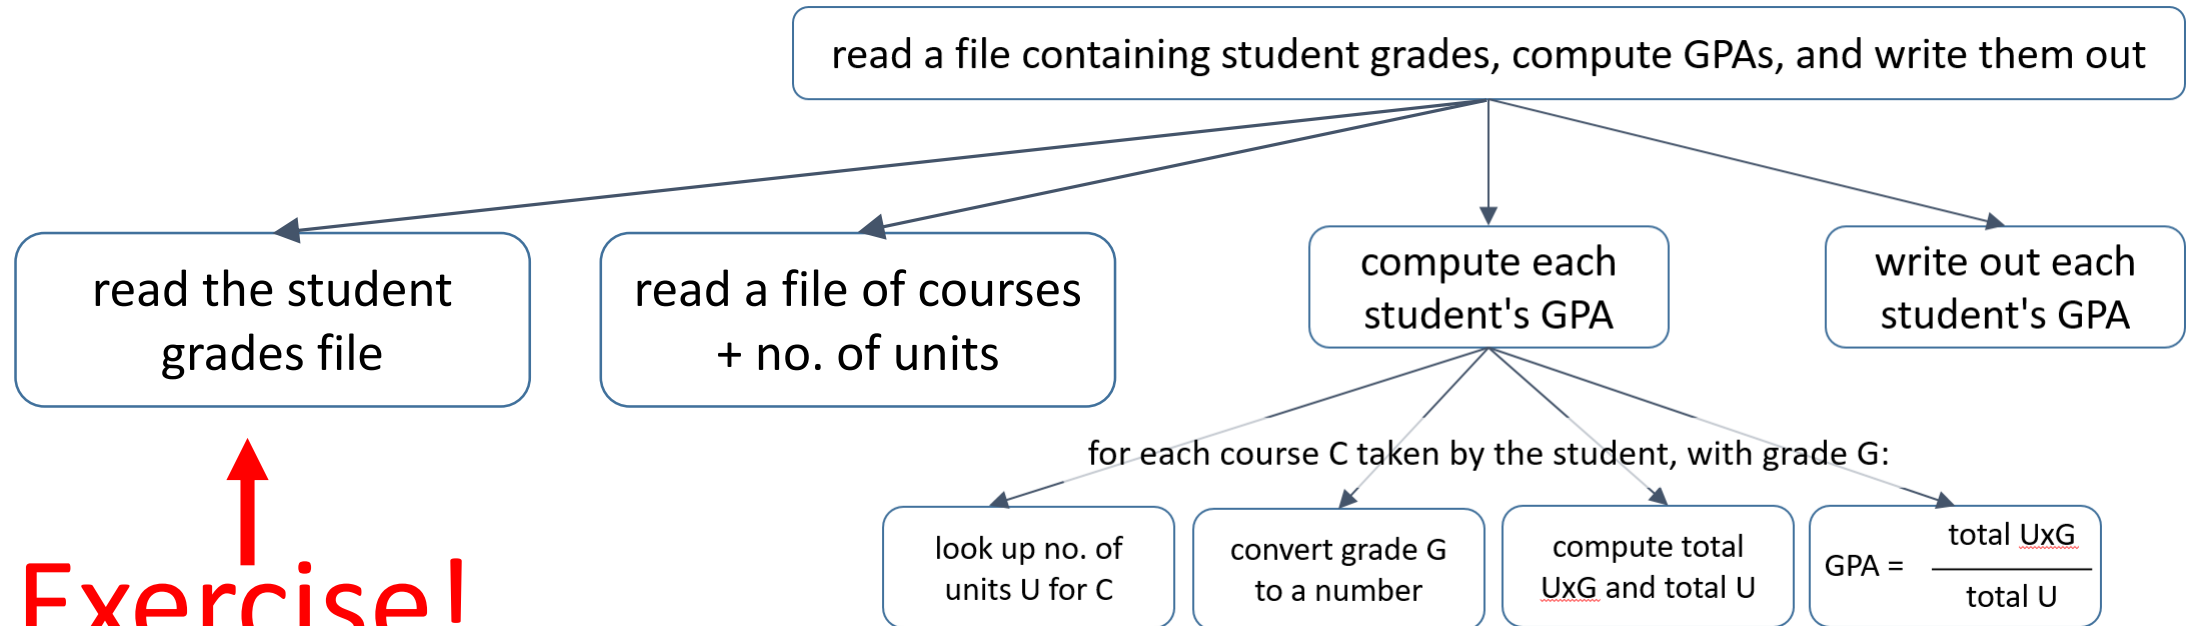 read a file containing student grades, compute GPAs, and write them out
read the student
grades file
read a file of courses
+ no. of units
compute each
student's GPA
write out each
student's GPA
for each course C taken by the student, with grade G:
look up no. of
units U for C
convert grade G
to a number
compute total
UxG and total U
GPA =
total UxG
total U
Exercise!